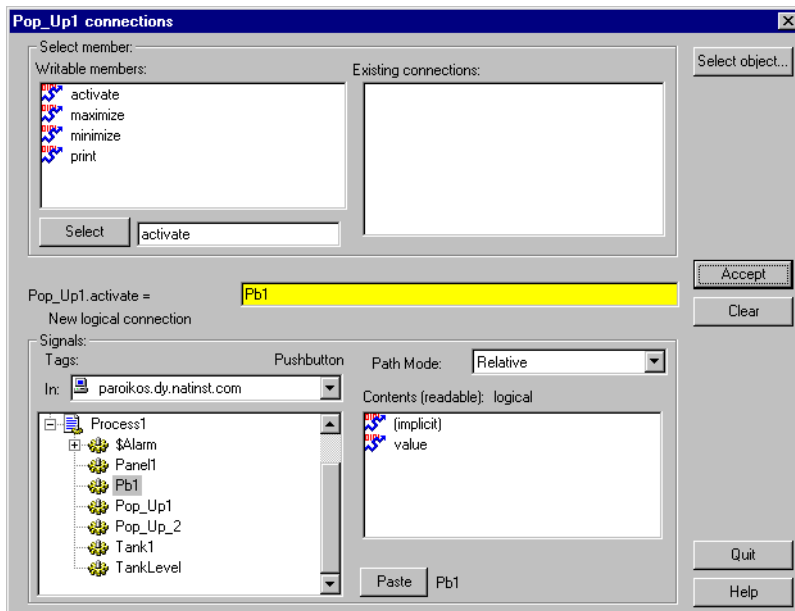 Pop_Up1 connections
Select member:
Writable members:
Existing connections:
Select object...
activate
maximize
minimize
print
Select
activate
Accept
Pop_Up1.activate =
Pb1
New logical connection
Clear
Signals:
Tags:
Pushbutton
Path Mode:
Relative
In:
paroikos.dy.natinst.com
Contents (readable): logical
Process1
$Alarm
Panel1
Pb1
Pop_Up1
Pop_Up_2
Tank1
TankLevel
(implicit)
value
Paste
Pb1
Quit
Help